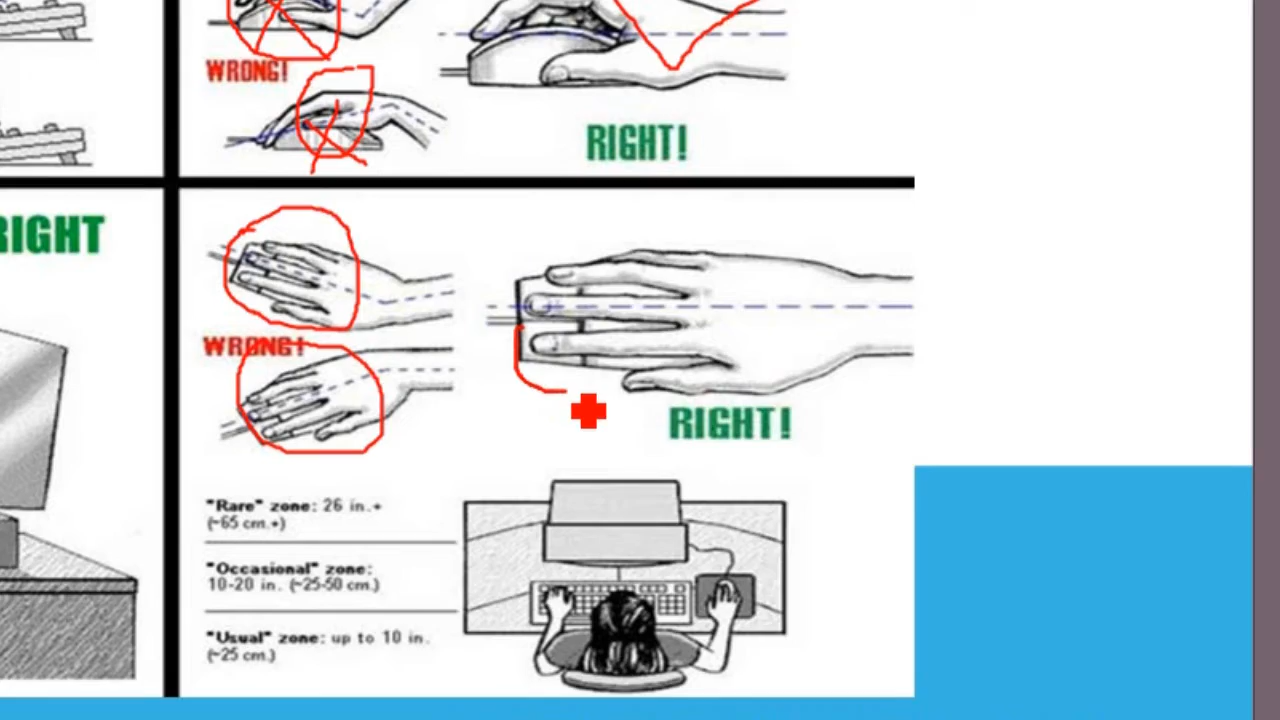 WRONG!
RIGHT!
RIGHT
WRONG!
RIGHT!
"Rare" zone: 26 in.+
(~65 cm.+)
"Occasional" zone:
10-20 in. (~25-50 cm.)
"Usual" zone: up to 10 in.
(~25 cm.)